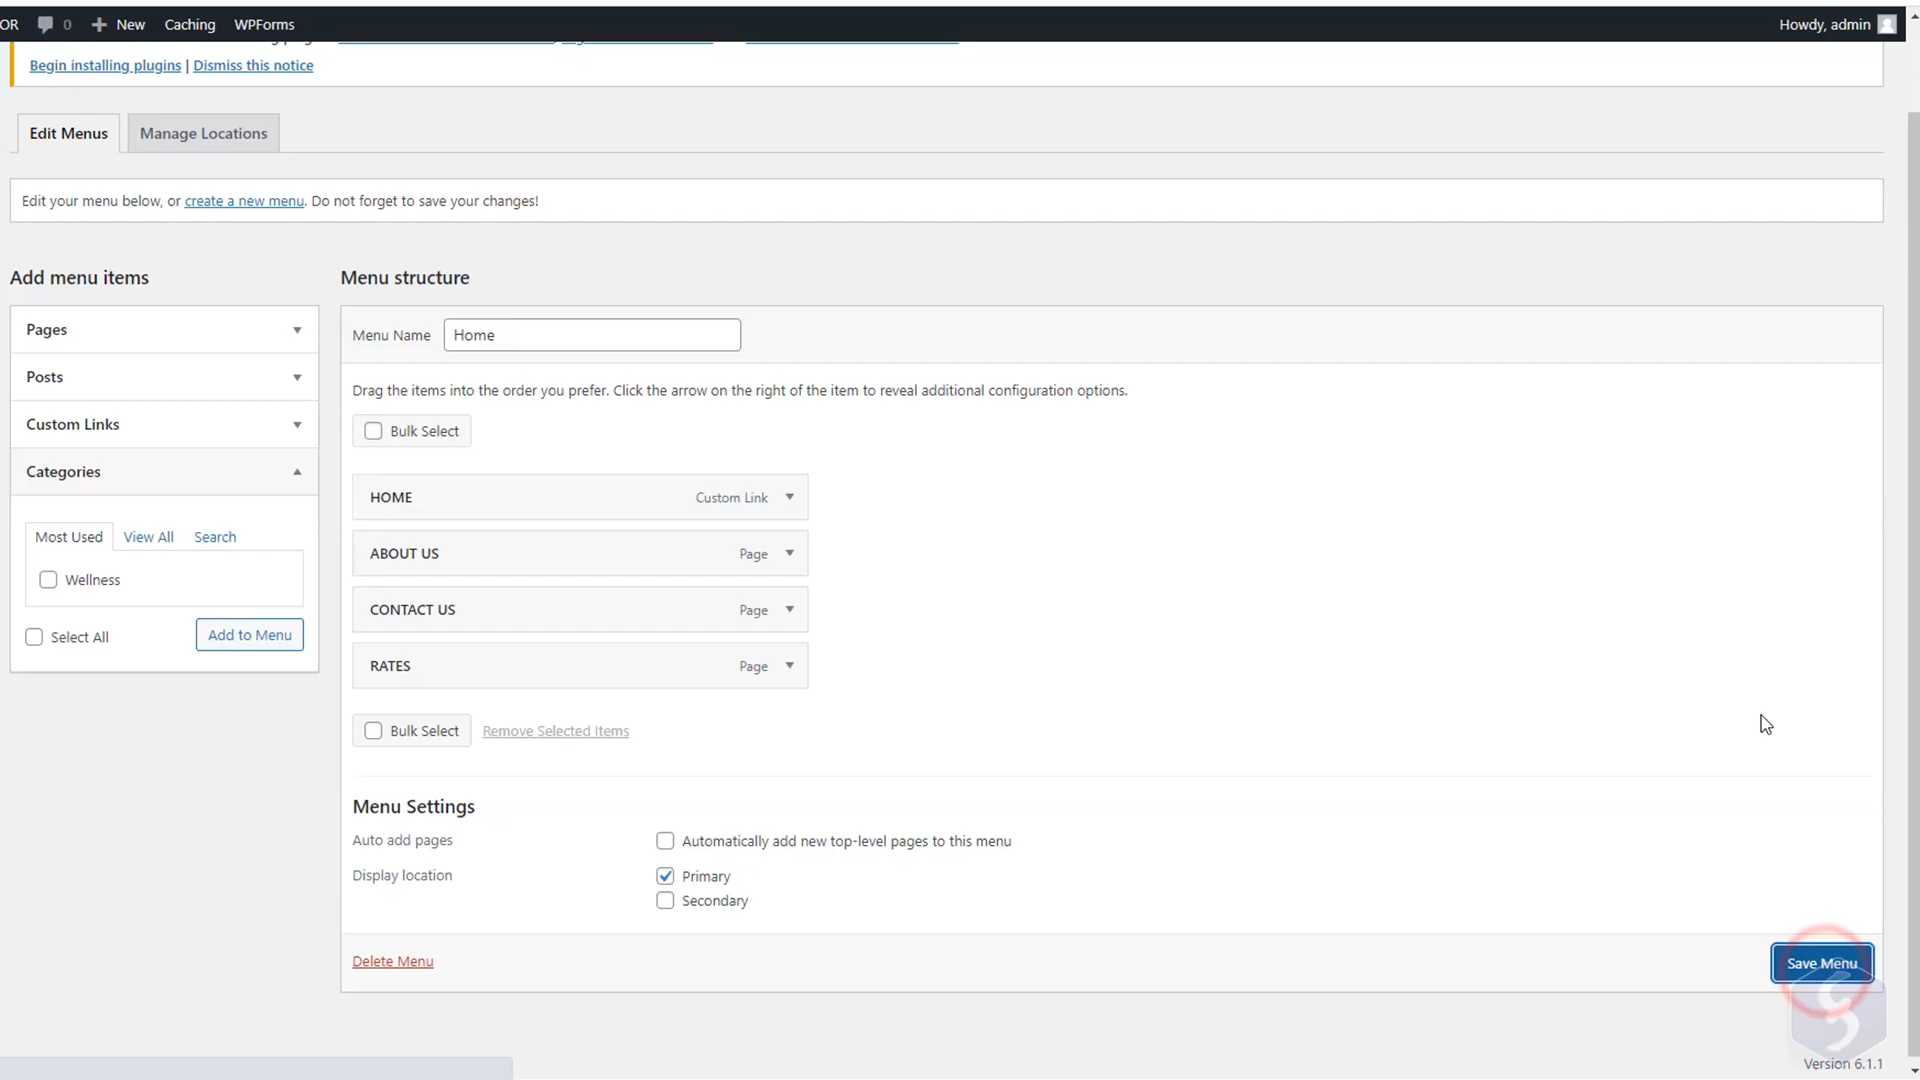 OR 0 New Caching WPForms Howdy, admin
Begin installing plugins | Dismiss this notice
Edit Menus Manage Locations
Edit your menu below, or create a new menu. Do not forget to save your changes!
Add menu items Menu structure
Pages
Menu Name Home
Posts
Drag the items into the order you prefer. Click the arrow on the right of the item to reveal additional configuration options.
Custom Links
Bulk Select
Categories
HOME Custom Link
Most Used View All Search
ABOUT US Page
Wellness
CONTACT US Page
Select All Add to Menu
RATES Page
Bulk Select Remove Selected Items
Menu Settings
Auto add pages Automatically add new top-level pages to this menu
Display location Primary
Secondary
Delete Menu Save Menu
Version 6.1.1